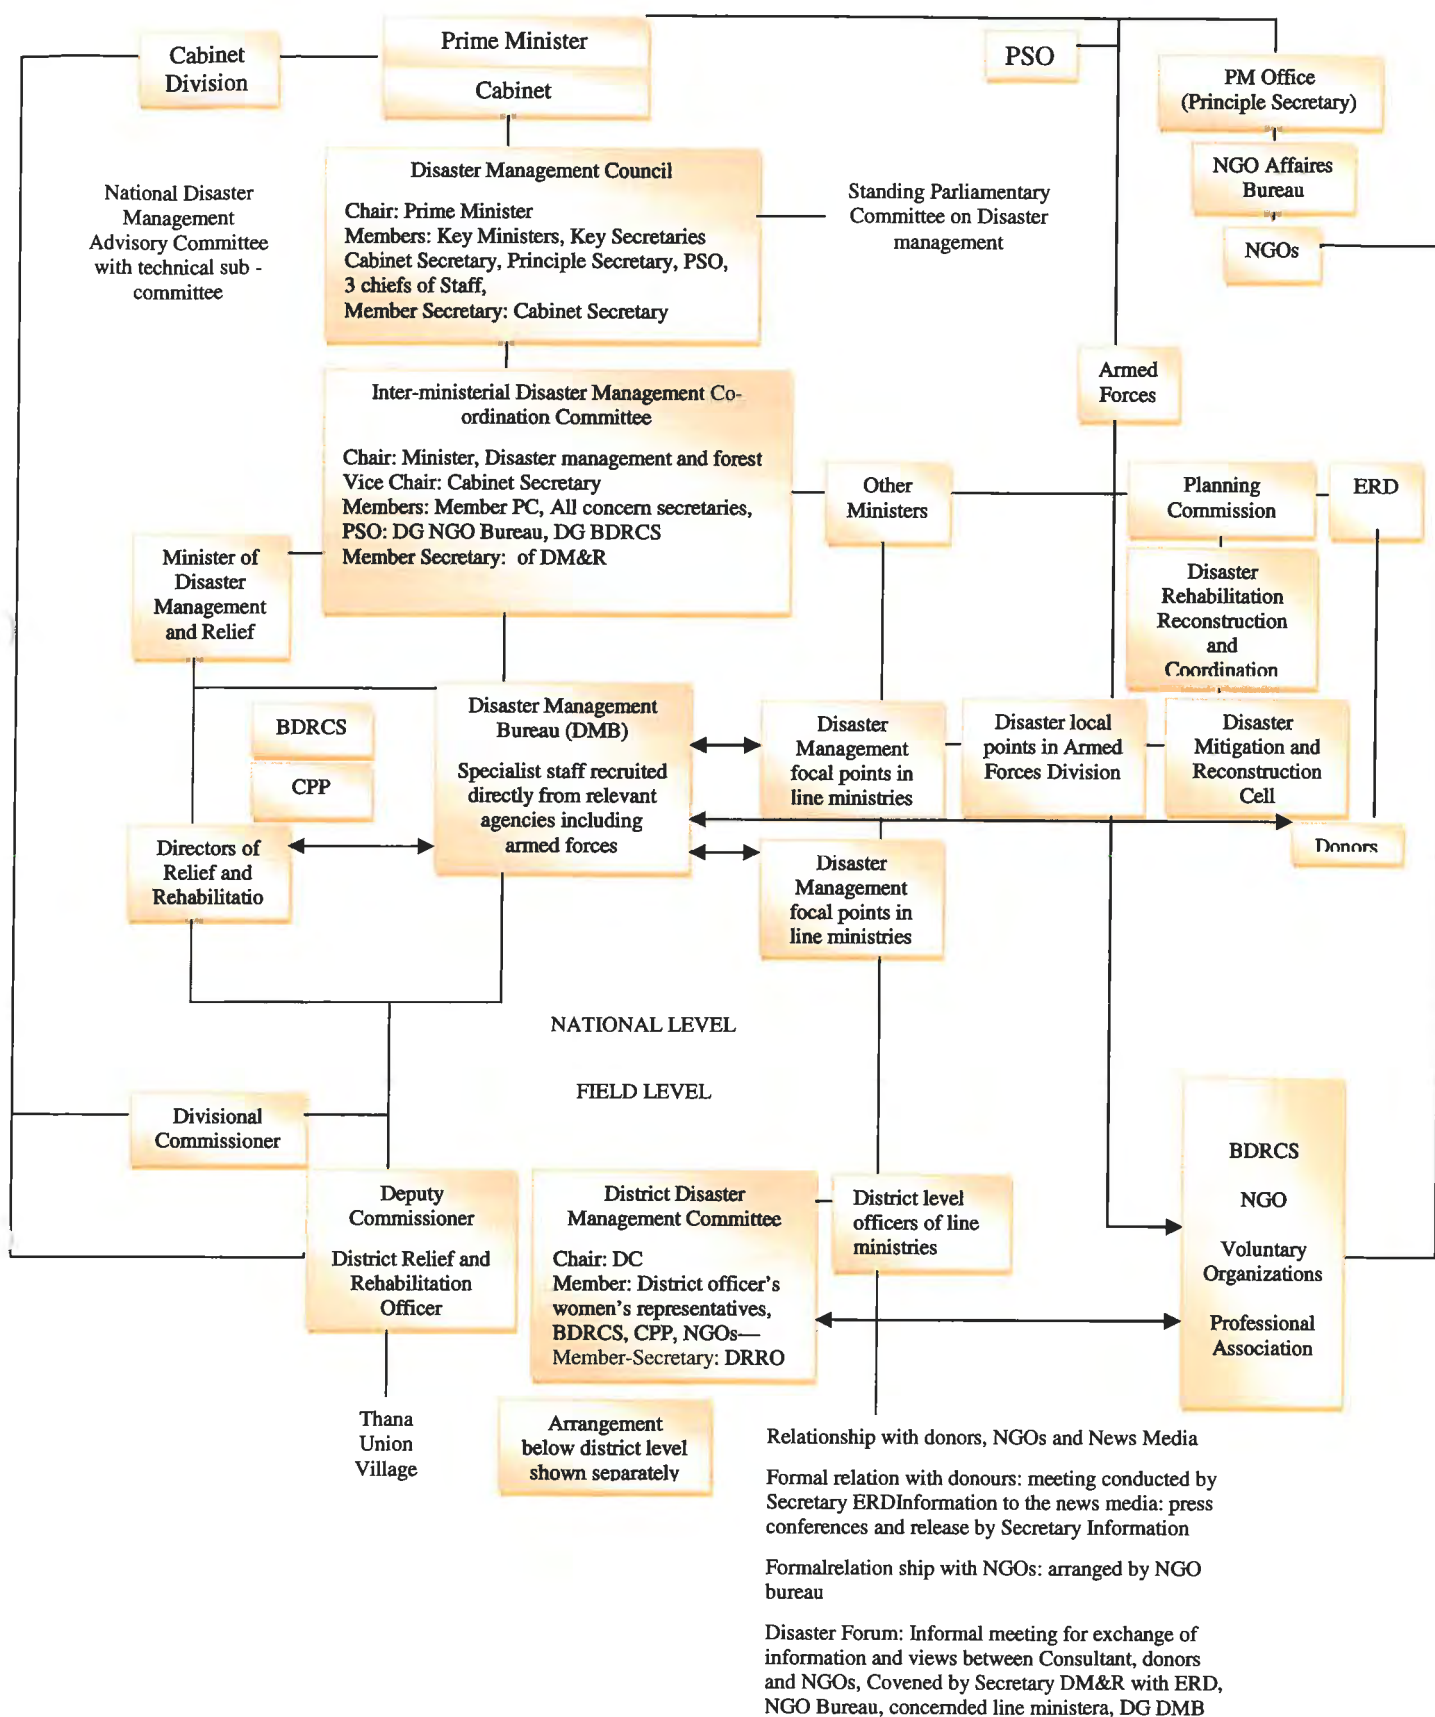 Cabinet
Division
Prime Minister
Cabinet
PSO
PM Office
(Principle Secretary)
NGO Affaires
Bureau
NGOs
National Disaster
Management
Advisory Committee
with technical sub -
committee
Disaster Management Council
Chair: Prime Minister
Members: Key Ministers, Key Secretaries
Cabinet Secretary, Principle Secretary, PSO,
3 chiefs of Staff,
Member Secretary: Cabinet Secretary
Standing Parliamentary
Committee on Disaster
management
Armed
Forces
Inter-ministerial Disaster Management Co-
ordination Committee
Chair: Minister, Disaster management and forest
Vice Chair: Cabinet Secretary
Members: Member PC, All concern secretaries,
PSO: DG NGO Bureau, DG BDRCS
Member Secretary:  of DM&R
Other
Ministers
Planning
Commission
ERD
Minister of
Disaster
Management
and Relief
Disaster
Rehabilitation
Reconstruction
and
Coordination
BDRCS
CPP
Disaster Management
Bureau (DMB)
Specialist staff recruited
directly from relevant
agencies including
armed forces
Disaster
Management
focal points in
line ministries
Disaster local
points in Armed
Forces Division
Disaster
Mitigation and
Reconstruction
Cell
Directors of
Relief and
Rehabilitatio
Disaster
Management
focal points in
line ministries
Donors
NATIONAL LEVEL
FIELD LEVEL
Divisional
Commissioner
Deputy
Commissioner
District Relief and
Rehabilitation
Officer
District Disaster
Management Committee
Chair: DC
Member: District officer's
women's representatives,
BDRCS, CPP, NGOs—
Member-Secretary: DRRO
District level
officers of line
ministries
BDRCS
NGO
Voluntary
Organizations
Professional
Association
Thana
Union
Village
Arrangement
below district level
shown separately
Relationship with donors, NGOs and News Media
Formal relation with donours: meeting conducted by
Secretary ERDInformation to the news media: press
conferences and release by Secretary Information
Formalrelation ship with NGOs: arranged by NGO
bureau
Disaster Forum: Informal meeting for exchange of
information and views between Consultant, donors
and NGOs, Covened by Secretary DM&R with ERD,
NGO Bureau, concernded line ministera, DG DMB